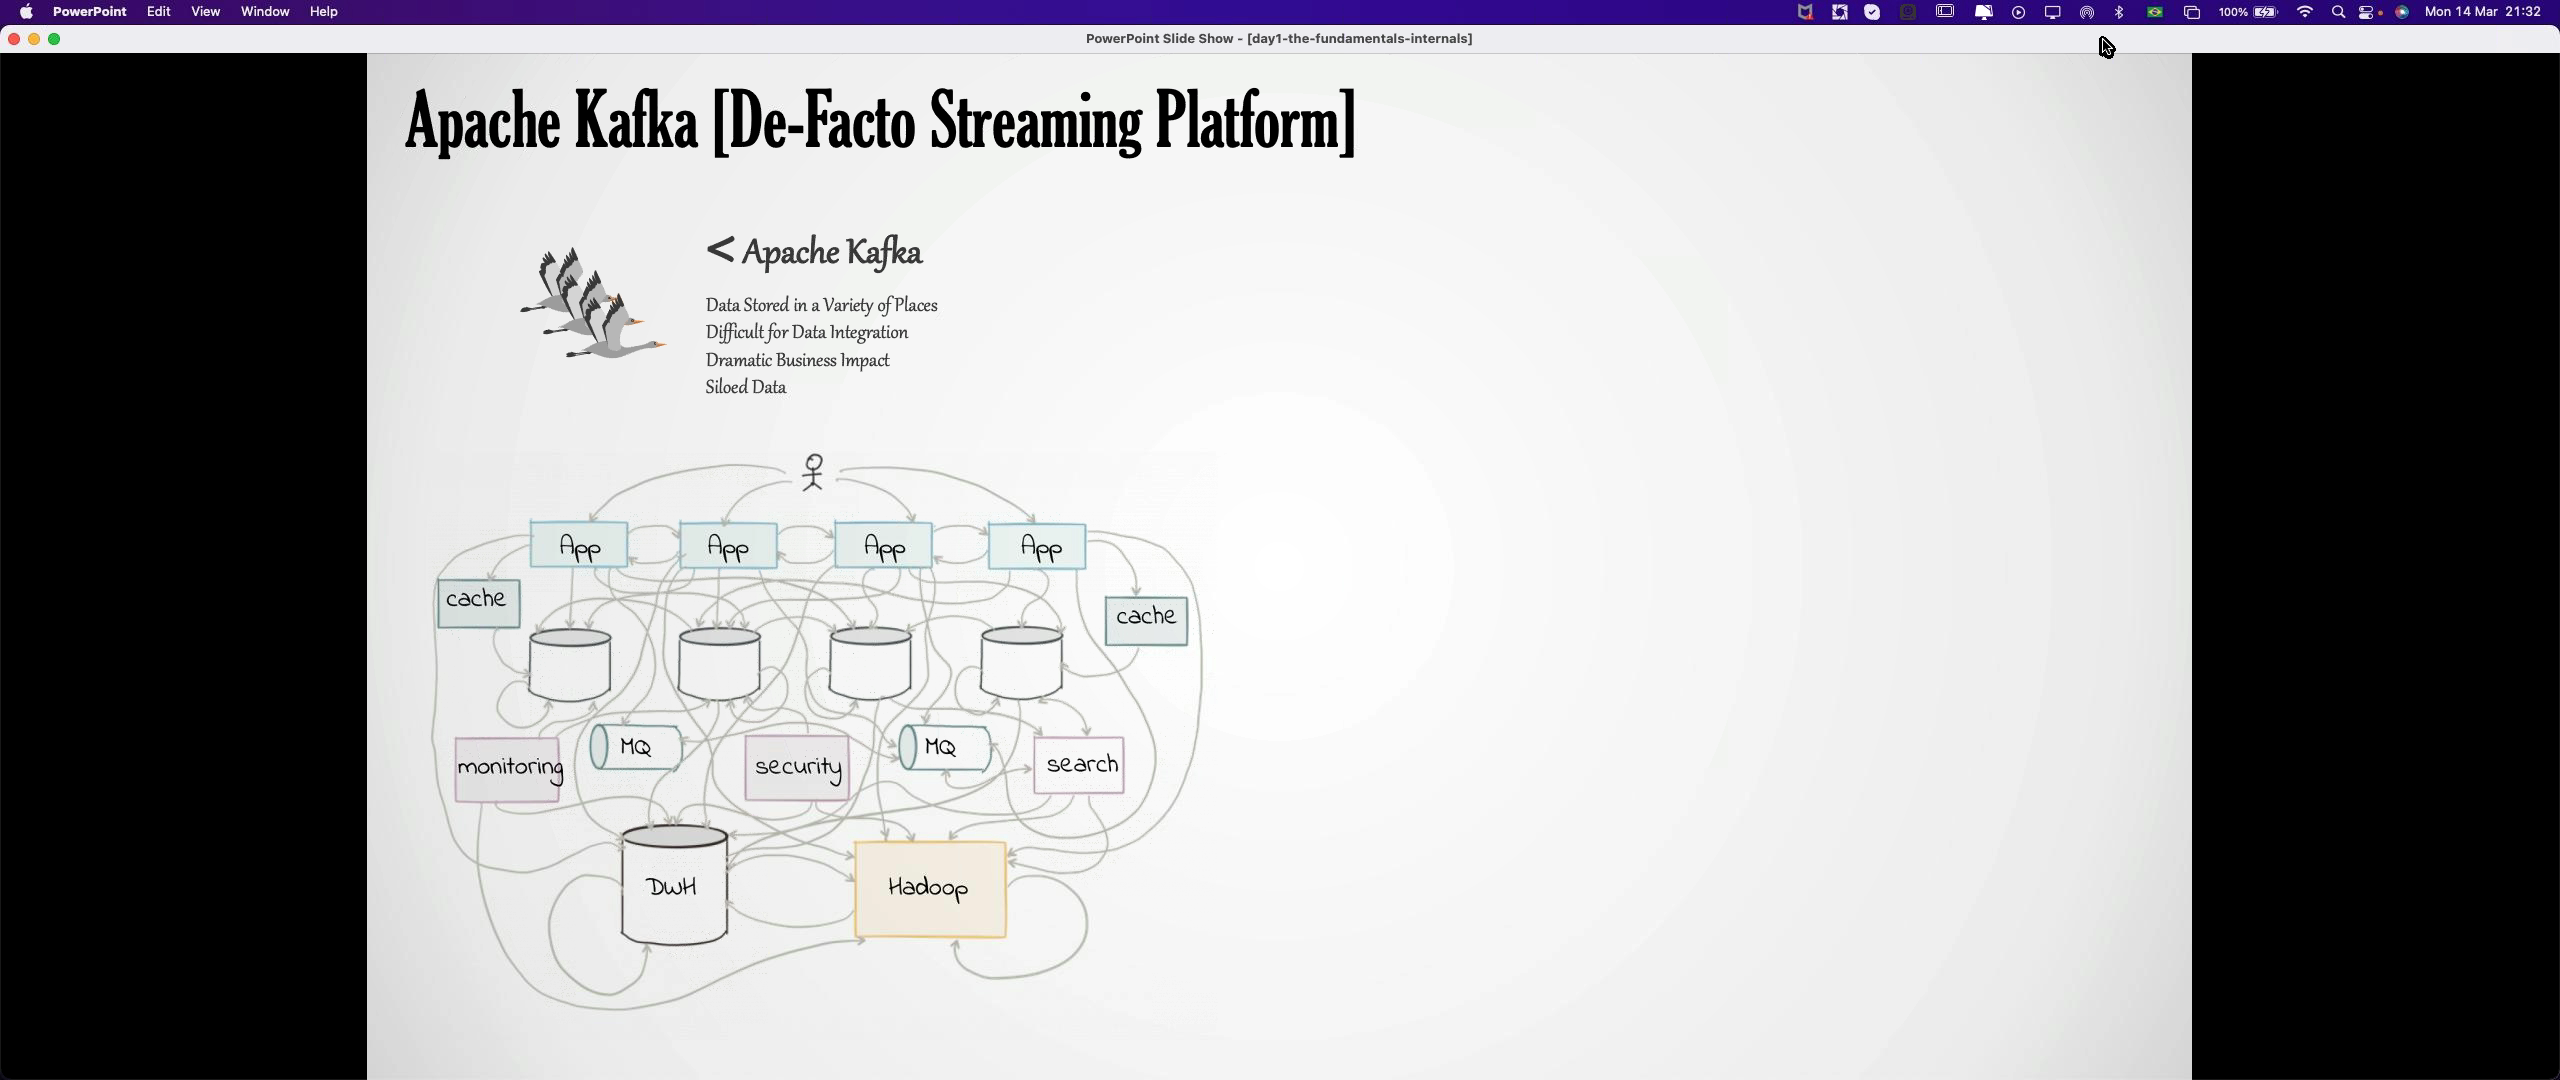 PowerPoint Edit View Window Help
100%
Mon 14 Mar 21:32
PowerPoint Slide Show - [day1-the-fundamentals-internals]
Apache Kafka [De-Facto Streaming Platform]
< Apache Kafka
Data Stored in a Variety of Places
Difficult for Data Integration
Dramatic Business Impact
Siloed Data
App
App
App
App
cache
cache
MQ
MQ
monitoring
security
search
DWH
Hadoop